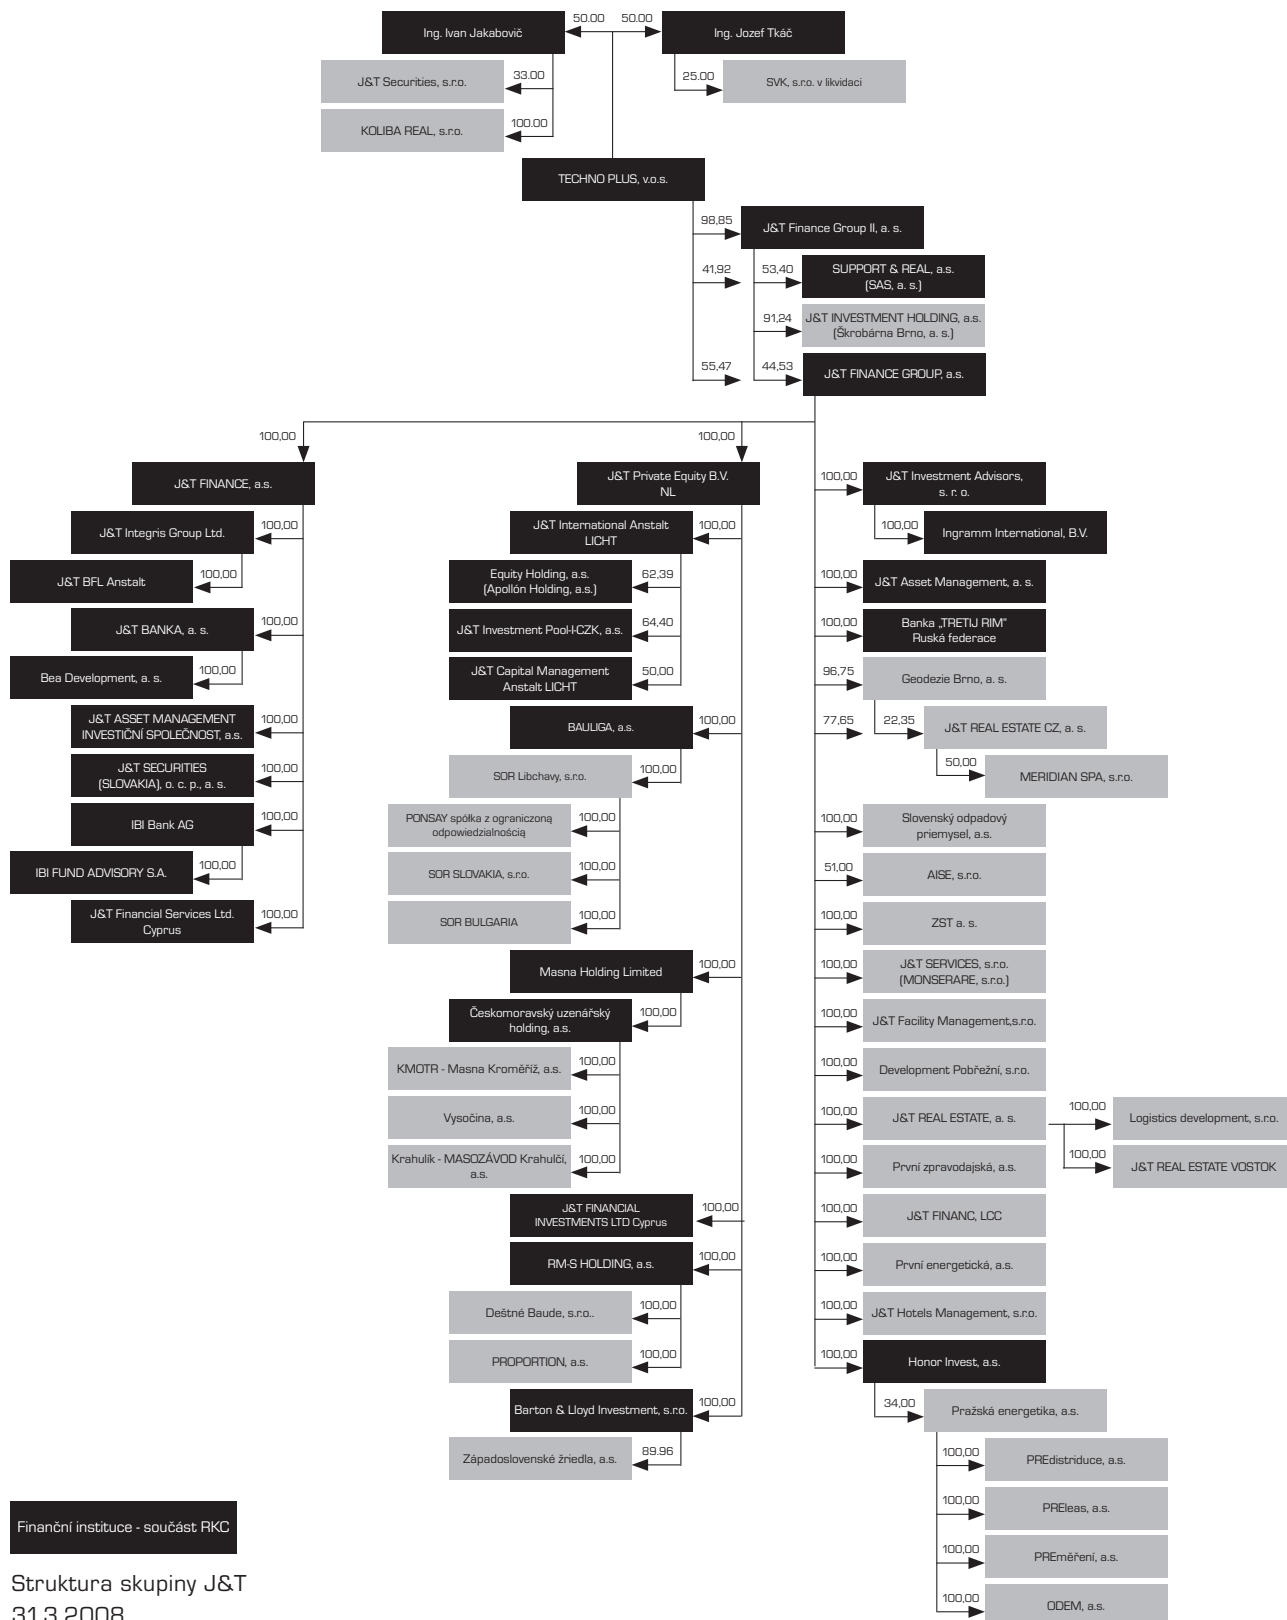 50.00
50.00
Ing. Ivan Jakabovič
Ing. Jozef Tkáč
J&T Securities, s.r.o.
33.00
25.00
SVK, s.r.o. v likvidaci
KOLIBA REAL, s.r.o.
100.00
TECHNO PLUS, v.o.s.
98,85
J&T Finance Group II, a. s.
41,92
53,40
SUPPORT & REAL, a.s.
(SAS, a. s.)
91,24
J&T INVESTMENT HOLDING, a.s.
(Škrobárna Brno, a. s.)
55,47
44,53
J&T FINANCE GROUP, a.s.
100,00
100,00
J&T FINANCE, a.s.
J&T Integris Group Ltd.
100,00
J&T BFL Anstalt
100,00
J&T BANKA, a. s.
100,00
Bea Development, a. s.
100,00
J&T ASSET MANAGEMENT
INVESTIČNÍ SPOLEČNOST, a.s.
100,00
J&T SECURITIES
(SLOVAKIA), o. c. p., a. s.
100,00
IBI Bank AG
100,00
IBI FUND ADVISORY S.A.
100,00
J&T Financial Services Ltd.
Cyprus
100,00
J&T Private Equity B.V.
NL
J&T International Anstalt
LICHT
100,00
Equity Holding, a.s.
(Apollón Holding, a.s.)
62,39
J&T Investment Pool-I-CZK, a.s.
64,40
J&T Capital Management
Anstalt LICHT
50,00
BAULIGA, a.s.
100,00
SOR Libchavy, s.r.o.
100,00
PONSAY spółka z ograniczoną
odpowiedzialnością
100,00
SOR SLOVAKIA, s.r.o.
100,00
SOR BULGARIA
100,00
Masna Holding Limited
100,00
Českomoravský uzenářský
holding, a.s.
100,00
KMOTR - Masna Kroměříž, a.s.
100,00
Vysočina, a.s.
100,00
Krahulík - MASOZÁVOD Krahulčí,
a.s.
100,00
J&T FINANCIAL
INVESTMENTS LTD Cyprus
100,00
RM-S HOLDING, a.s.
100,00
Deštné Baude, s.r.o..
100,00
PROPORTION, a.s.
100,00
Barton & Lloyd Investment, s.r.o.
100,00
Západoslovenské žriedla, a.s.
89.96
100,00
J&T Investment Advisors,
s. r. o.
100,00
Ingramm International, B.V.
100,00
J&T Asset Management, a. s.
100,00
Banka „TRETIJ RIM“
Ruská federace
96,75
Geodezie Brno, a. s.
77,65
22,35
J&T REAL ESTATE CZ, a. s.
50,00
MERIDIAN SPA, s.r.o.
100,00
Slovenský odpadový
priemysel, a.s.
51,00
AISE, s.r.o.
100,00
ZST a. s.
100,00
J&T SERVICES, s.r.o.
(MONSERARE, s.r.o.)
100,00
J&T Facility Management,s.r.o.
100,00
Development Pobřežní, s.r.o.
100,00
J&T REAL ESTATE, a. s.
100,00
Logistics development, s.r.o.
100,00
J&T REAL ESTATE VOSTOK
100,00
První zpravodajská, a.s.
100,00
J&T FINANC, LCC
100,00
První energetická, a.s.
100,00
J&T Hotels Management, s.r.o.
100,00
Honor Invest, a.s.
34,00
Pražská energetika, a.s.
100,00
PREdistriduce, a.s.
100,00
PREleas, a.s.
100,00
PREměření, a.s.
100,00
ODEM, a.s.
Finanční instituce - součást RKC
Struktura skupiny J&T
31.3.2008